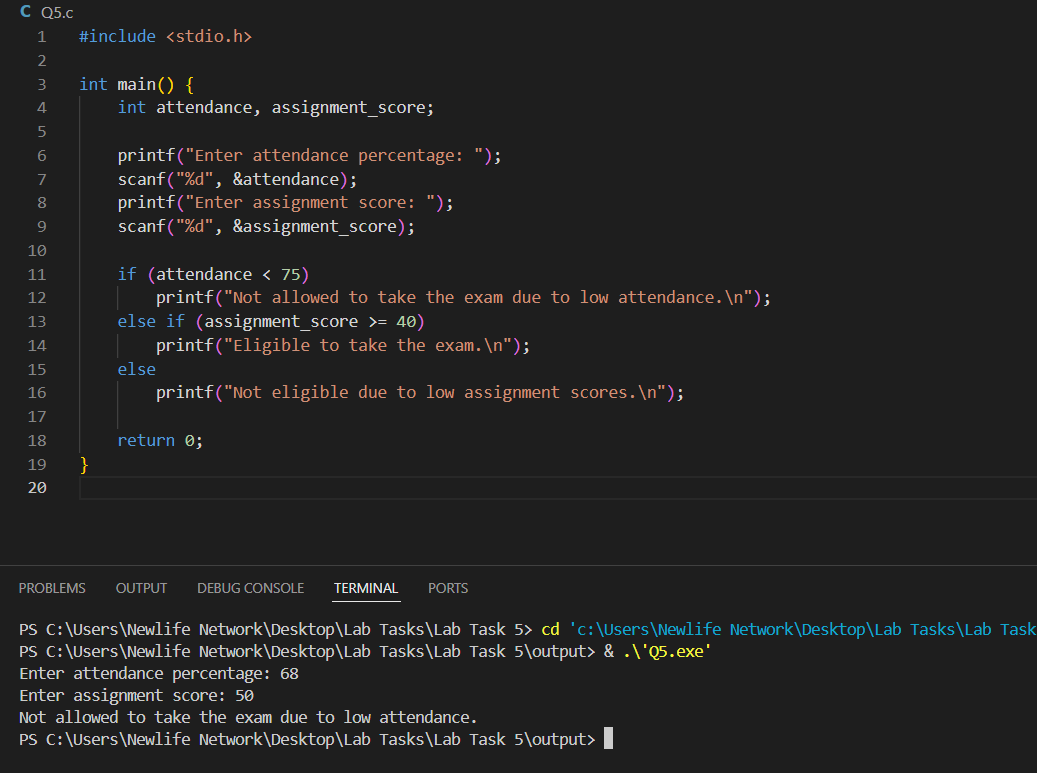 C Q5.c
1 #include <stdio.h>
2
3 int main() {
4     int attendance, assignment_score;
5
6     printf("Enter attendance percentage: ");
7     scanf("%d", &attendance);
8     printf("Enter assignment score: ");
9     scanf("%d", &assignment_score);
10
11     if (attendance < 75)
12         printf("Not allowed to take the exam due to low attendance.\n");
13     else if (assignment_score >= 40)
14         printf("Eligible to take the exam.\n");
15     else
16         printf("Not eligible due to low assignment scores.\n");
17
18     return 0;
19 }
20
PROBLEMS OUTPUT DEBUG CONSOLE TERMINAL PORTS
PS C:\Users\Newlife Network\Desktop\Lab Tasks\Lab Task 5> cd 'c:\Users\Newlife Network\Desktop\Lab Tasks\Lab Task
PS C:\Users\Newlife Network\Desktop\Lab Tasks\Lab Task 5\output> & .\'Q5.exe'
Enter attendance percentage: 68
Enter assignment score: 50
Not allowed to take the exam due to low attendance.
PS C:\Users\Newlife Network\Desktop\Lab Tasks\Lab Task 5\output>